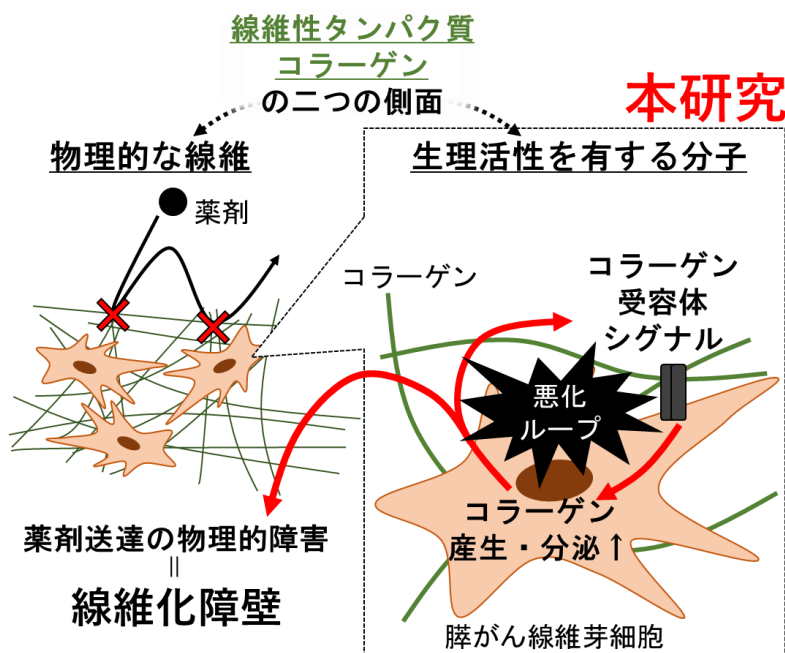 線維性タンパク質
コラーゲン
の二つの側面
本研究
物理的な線維
生理活性を有する分子
薬剤
コラーゲン
コラーゲン
受容体
シグナル
悪化
ループ
コラーゲン
産生・分泌↑
薬剤送達の物理的障害
=
線維化障壁
膵がん線維芽細胞